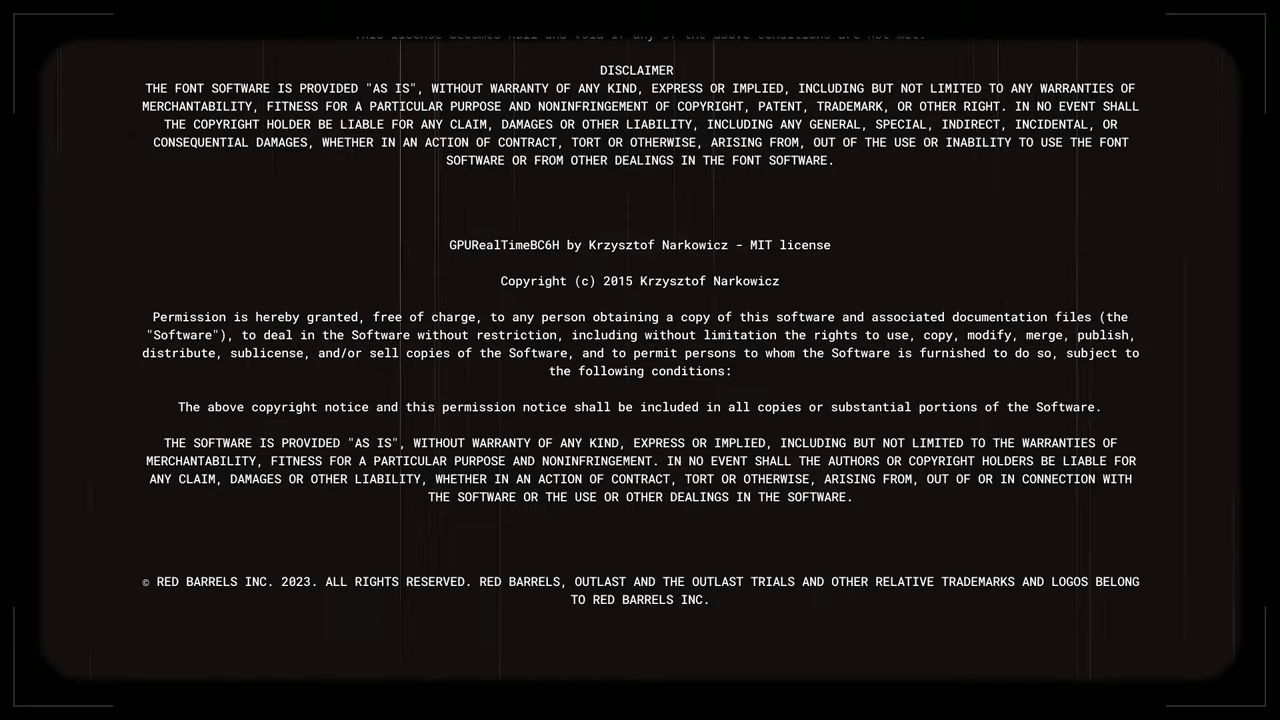 This license becomes null and void if any of the above conditions are not met.
DISCLAIMER
THE FONT SOFTWARE IS PROVIDED "AS IS", WITHOUT WARRANTY OF ANY KIND, EXPRESS OR IMPLIED, INCLUDING BUT NOT LIMITED TO ANY WARRANTIES OF
MERCHANTABILITY, FITNESS FOR A PARTICULAR PURPOSE AND NONINFRINGEMENT OF COPYRIGHT, PATENT, TRADEMARK, OR OTHER RIGHT. IN NO EVENT SHALL
THE COPYRIGHT HOLDER BE LIABLE FOR ANY CLAIM, DAMAGES OR OTHER LIABILITY, INCLUDING ANY GENERAL, SPECIAL, INDIRECT, INCIDENTAL, OR
CONSEQUENTIAL DAMAGES, WHETHER IN AN ACTION OF CONTRACT, TORT OR OTHERWISE, ARISING FROM, OUT OF THE USE OR INABILITY TO USE THE FONT
SOFTWARE OR FROM OTHER DEALINGS IN THE FONT SOFTWARE.
GPURealTimeBC6H by Krzysztof Narkowicz - MIT license
Copyright (c) 2015 Krzysztof Narkowicz
Permission is hereby granted, free of charge, to any person obtaining a copy of this software and associated documentation files (the
"Software"), to deal in the Software without restriction, including without limitation the rights to use, copy, modify, merge, publish,
distribute, sublicense, and/or sell copies of the Software, and to permit persons to whom the Software is furnished to do so, subject to
the following conditions:
The above copyright notice and this permission notice shall be included in all copies or substantial portions of the Software.
THE SOFTWARE IS PROVIDED "AS IS", WITHOUT WARRANTY OF ANY KIND, EXPRESS OR IMPLIED, INCLUDING BUT NOT LIMITED TO THE WARRANTIES OF
MERCHANTABILITY, FITNESS FOR A PARTICULAR PURPOSE AND NONINFRINGEMENT. IN NO EVENT SHALL THE AUTHORS OR COPYRIGHT HOLDERS BE LIABLE FOR
ANY CLAIM, DAMAGES OR OTHER LIABILITY, WHETHER IN AN ACTION OF CONTRACT, TORT OR OTHERWISE, ARISING FROM, OUT OF OR IN CONNECTION WITH
THE SOFTWARE OR THE USE OR OTHER DEALINGS IN THE SOFTWARE.
© RED BARRELS INC. 2023. ALL RIGHTS RESERVED. RED BARRELS, OUTLAST AND THE OUTLAST TRIALS AND OTHER RELATIVE TRADEMARKS AND LOGOS BELONG
TO RED BARRELS INC.